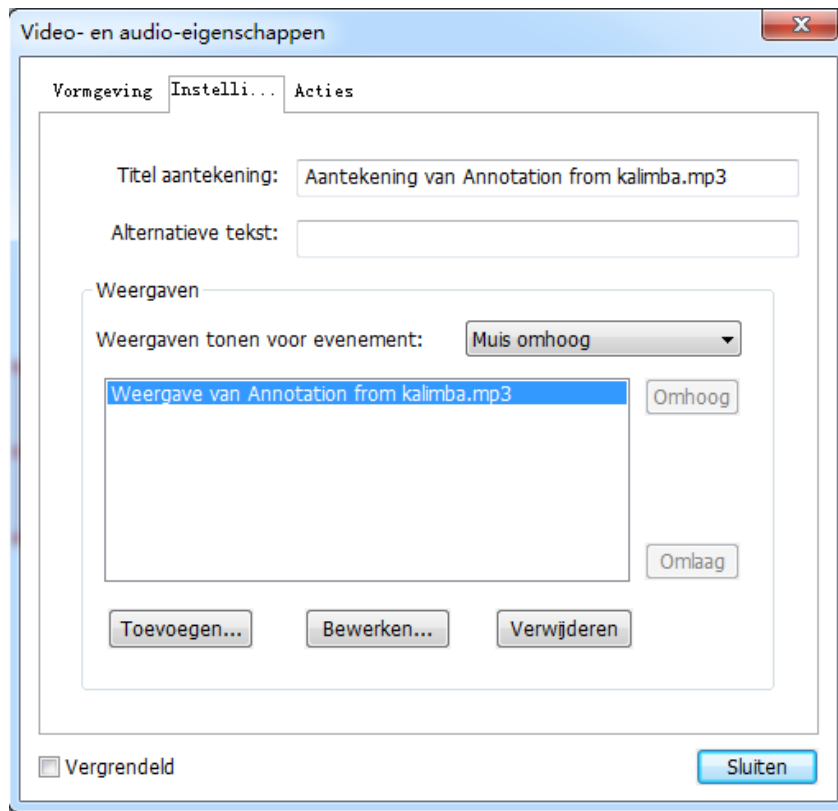 Video- en audio-eigenschappen
Vormgeving Instelli... Acties
Titel aantekening: Aantekening van Annotation from kalimba.mp3
Alternatieve tekst:
Weergaven
Weergaven tonen voor evenement: Muis omhoog
Weergave van Annotation from kalimba.mp3 Omhoog
Omlaag
Toevoegen... Bewerken... Verwijderen
Vergrendeld Sluiten